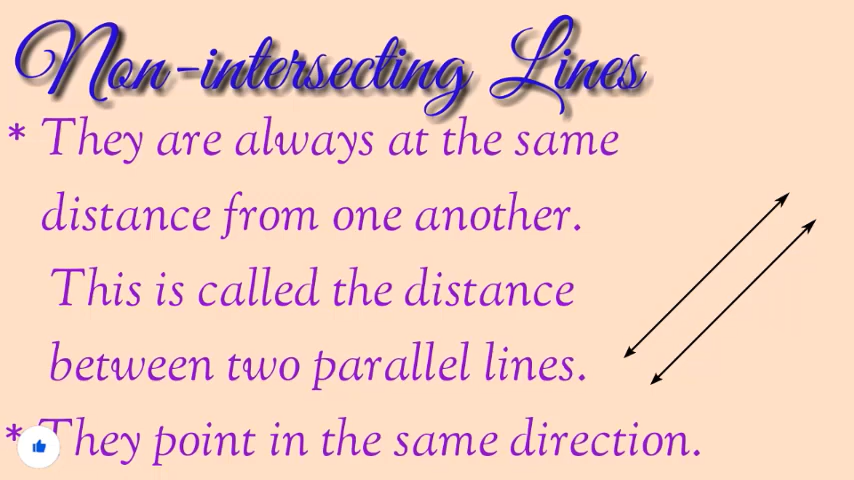 Non-intersecting Lines
* They are always at the same
distance from one another.
This is called the distance
between two parallel lines.
* They point in the same direction.